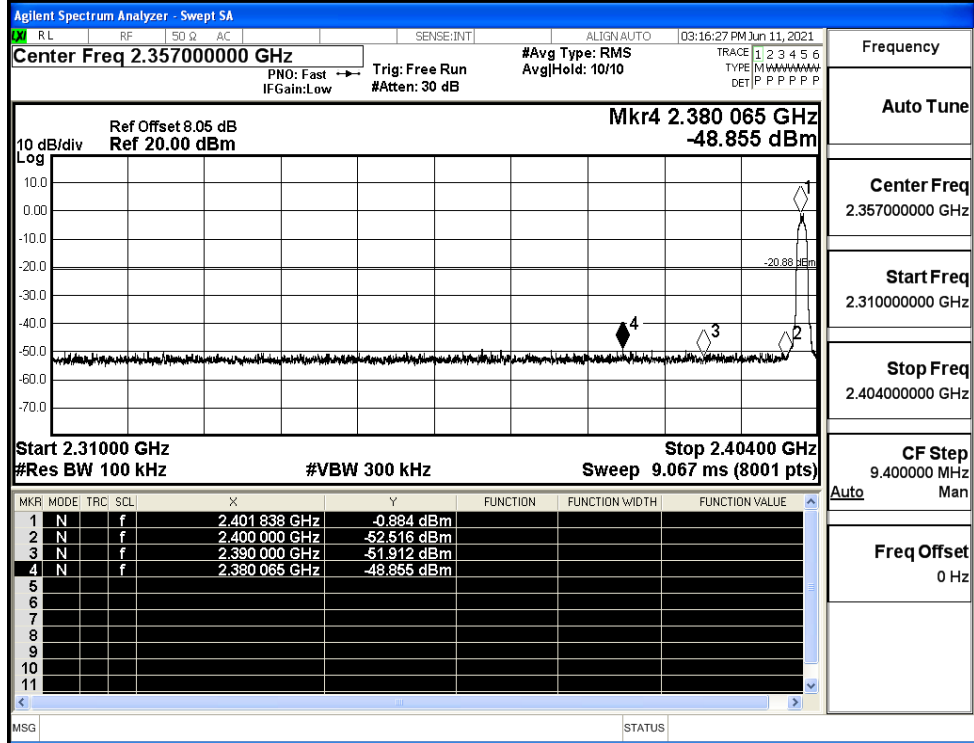 Agilent Spectrum Analyzer - Swept SA
LXI RL RF 50 Ω AC SENSE:INT ALIGNAUTO 03:16:27 PM Jun 11, 2021
Center Freq 2.357000000 GHz
PNO: Fast
IFGain:Low
Trig: Free Run
#Atten: 30 dB
#Avg Type: RMS
Avg|Hold: 10/10
TRACE 1 2 3 4 5 6
TYPE M W W W W W
DET P P P P P P
Frequency
Auto Tune
Center Freq
2.357000000 GHz
Start Freq
2.310000000 GHz
Stop Freq
2.404000000 GHz
CF Step
9.400000 MHz
Auto Man
Freq Offset
0 Hz
Mkr4 2.380 065 GHz
-48.855 dBm
Ref Offset 8.05 dB
10 dB/div Ref 20.00 dBm
Log
10.0
0.00
-10.0
-20.0
-30.0
-40.0
-50.0
-60.0
-70.0
1
-20.88 dBm
4
3
2
Start 2.31000 GHz Stop 2.40400 GHz
#Res BW 100 kHz #VBW 300 kHz Sweep 9.067 ms (8001 pts)
MKR MODE TRC SCL X Y FUNCTION FUNCTION WIDTH FUNCTION VALUE
1 N f 2.401 838 GHz -0.884 dBm
2 N f 2.400 000 GHz -52.516 dBm
3 N f 2.390 000 GHz -51.912 dBm
4 N f 2.380 065 GHz -48.855 dBm
5
6
7
8
9
10
11
MSG STATUS